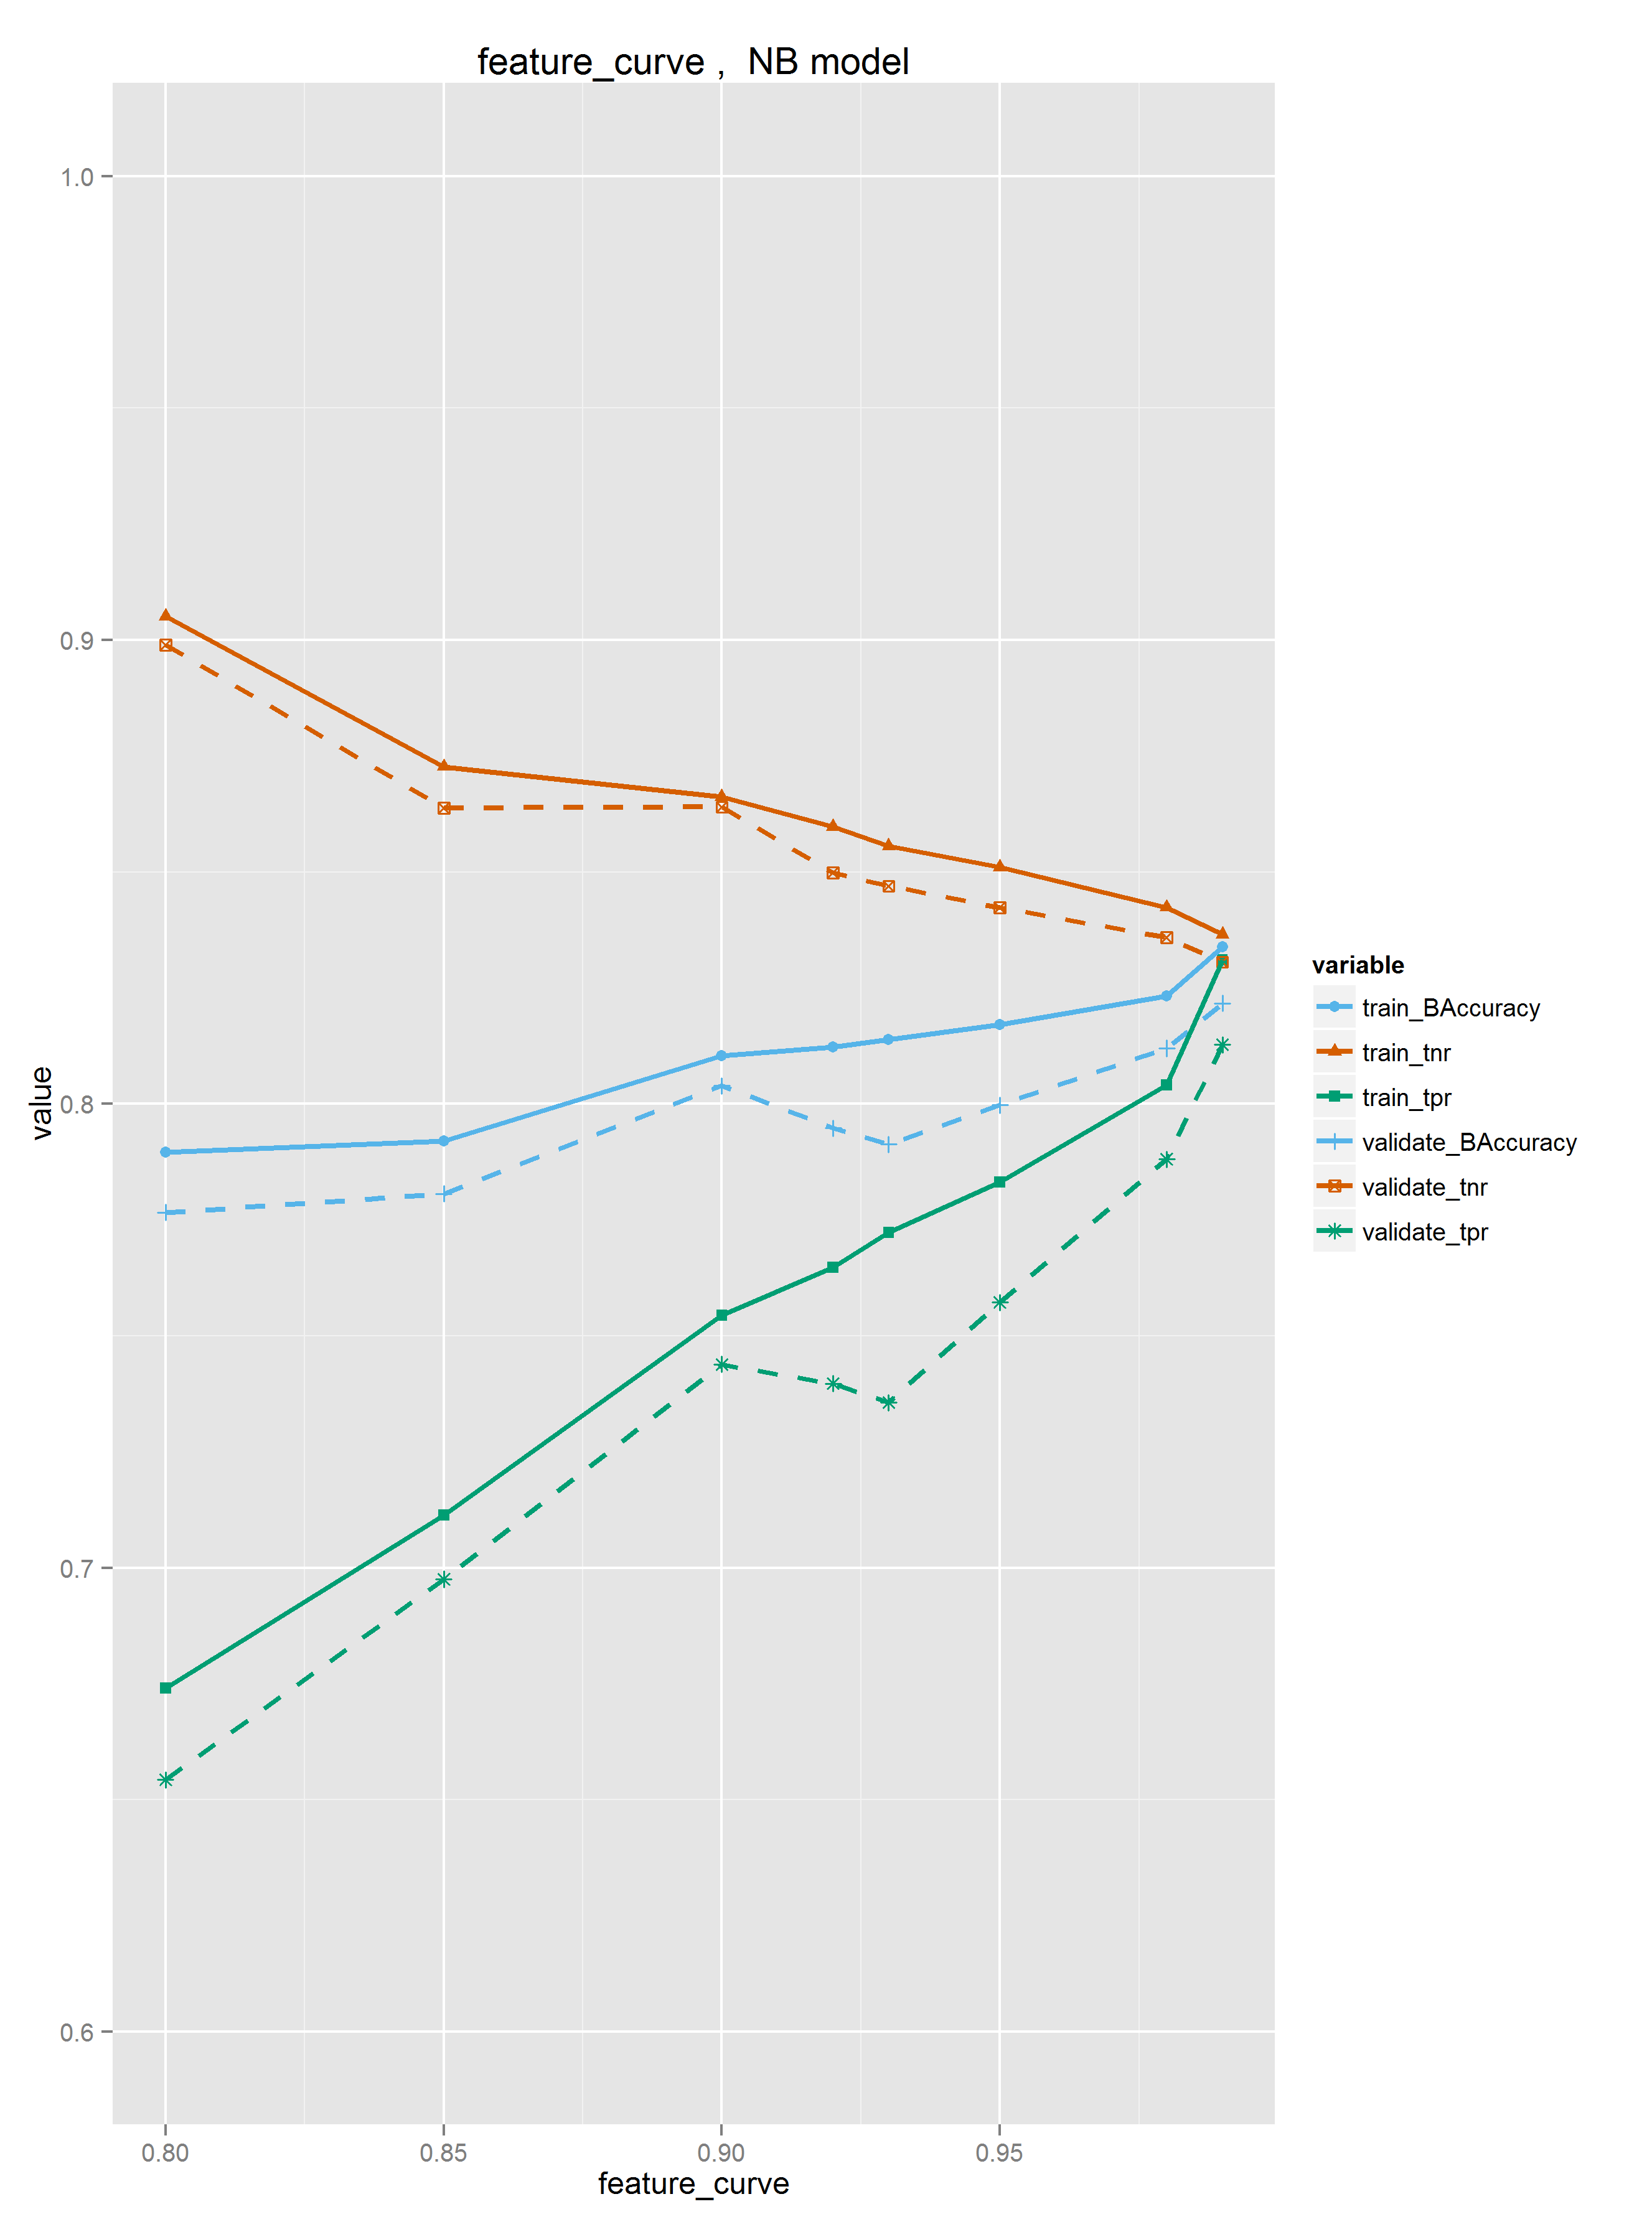 feature_curve ,  NB model
1.0
0.9
0.8
0.7
0.6
value
0.80 0.85 0.90 0.95
feature_curve
variable
train_BAccuracy
train_tnr
train_tpr
validate_BAccuracy
validate_tnr
validate_tpr